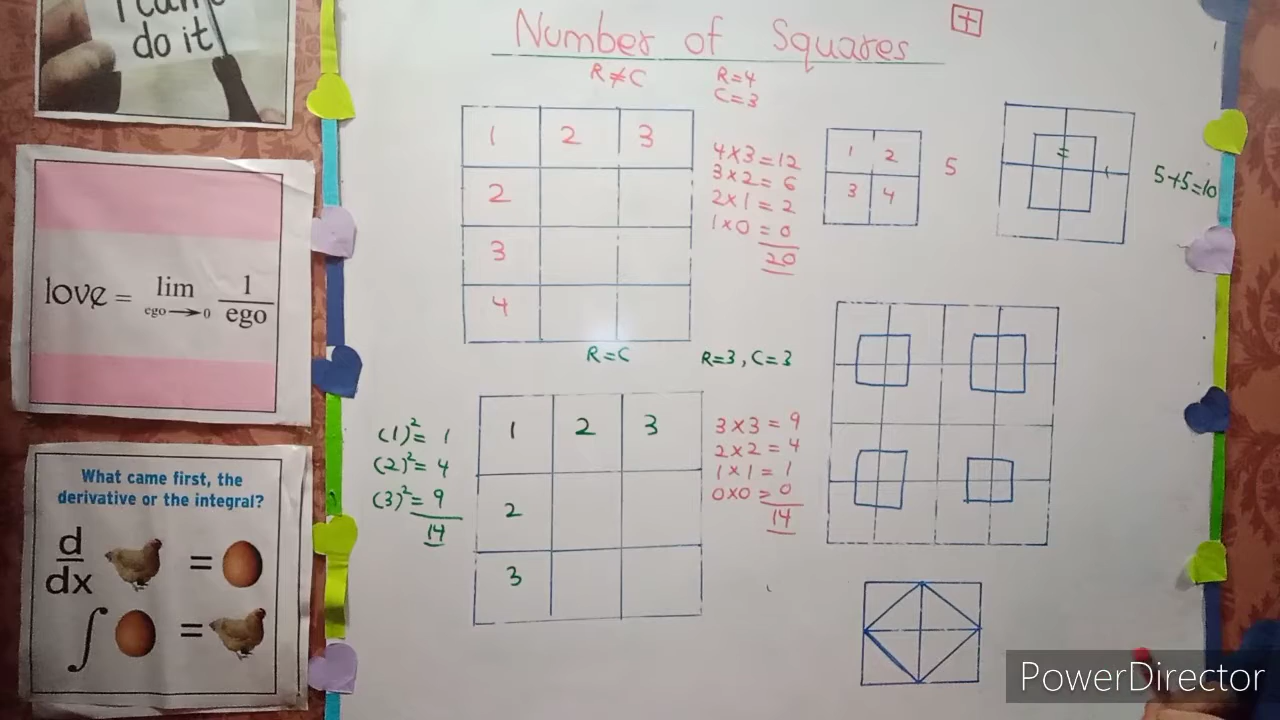 I can
do it
love = lim ego→0 1/ego
What came first, the
derivative or the integral?
d/dx =
∫ =
Number of Squares +
R≠C
R=4
C=3
1 2 3
2
3
4
4×3=12
3×2=6
2×1=2
1×0=0
20
1 2
3 4
5
=
5+5=10
R=C
R=3, C=3
(1)²= 1
(2)²= 4
(3)²= 9
14
1 2 3
2
3
3×3=9
2×2=4
1×1=1
0×0=0
14
PowerDirector